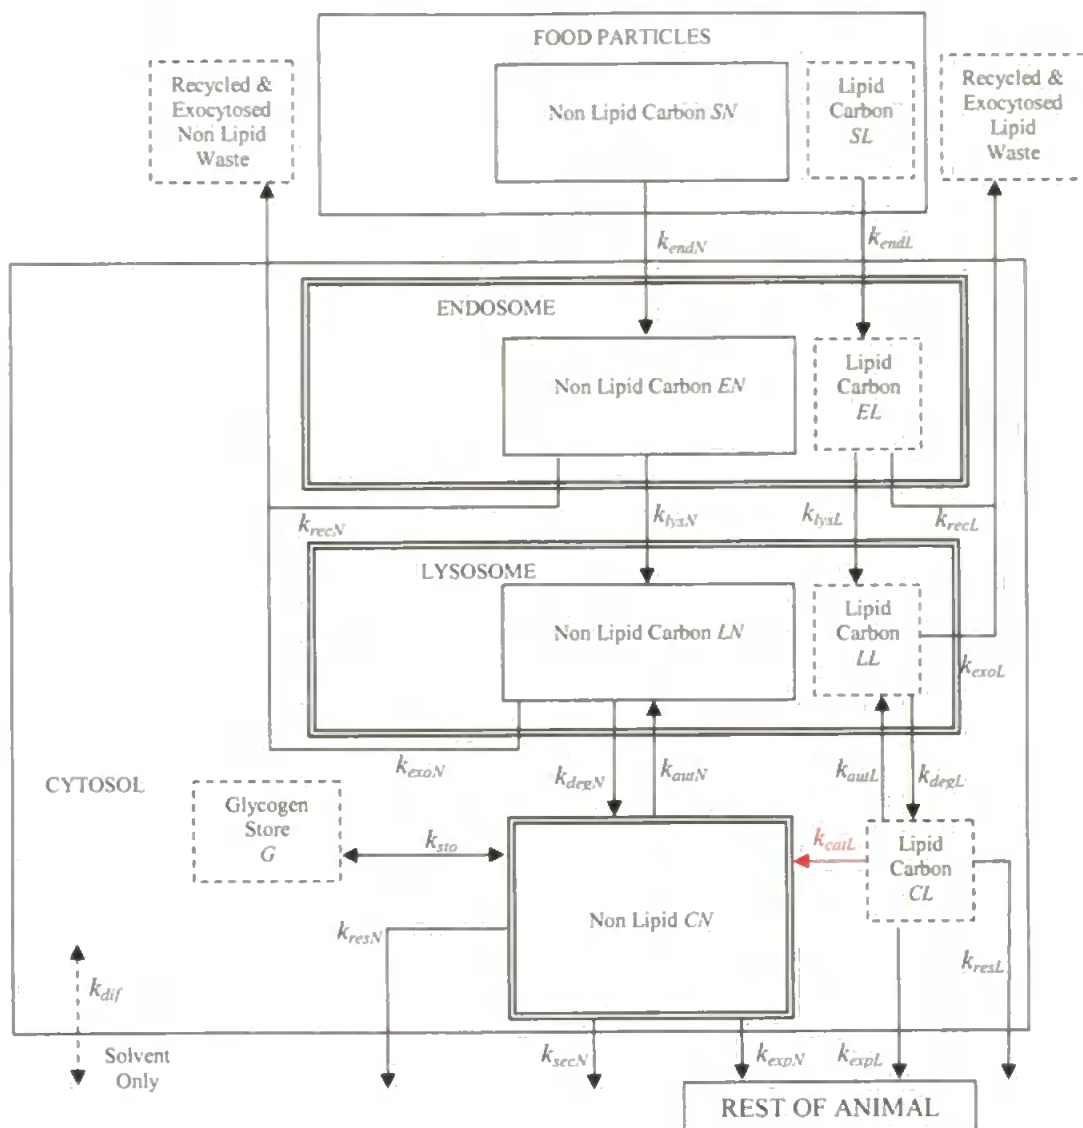 FOOD PARTICLES
Recycled &
Exocytosed
Non Lipid
Waste
Non Lipid Carbon SN
Lipid
Carbon
SL
Recycled &
Exocytosed
Lipid
Waste
k_endN
k_endL
ENDOSOME
Non Lipid Carbon EN
Lipid
Carbon
EL
k_recN
k_lysN
k_lysL
k_recL
LYSOSOME
Non Lipid Carbon LN
Lipid
Carbon
LL
k_exoL
k_exoN
k_degN
k_autN
k_autL
k_degL
CYTOSOL
Glycogen
Store
G
k_sto
k_catL
Lipid
Carbon
CL
Non Lipid CN
k_resN
k_resL
k_dif
Solvent
Only
k_secN
k_expN
k_expL
REST OF ANIMAL